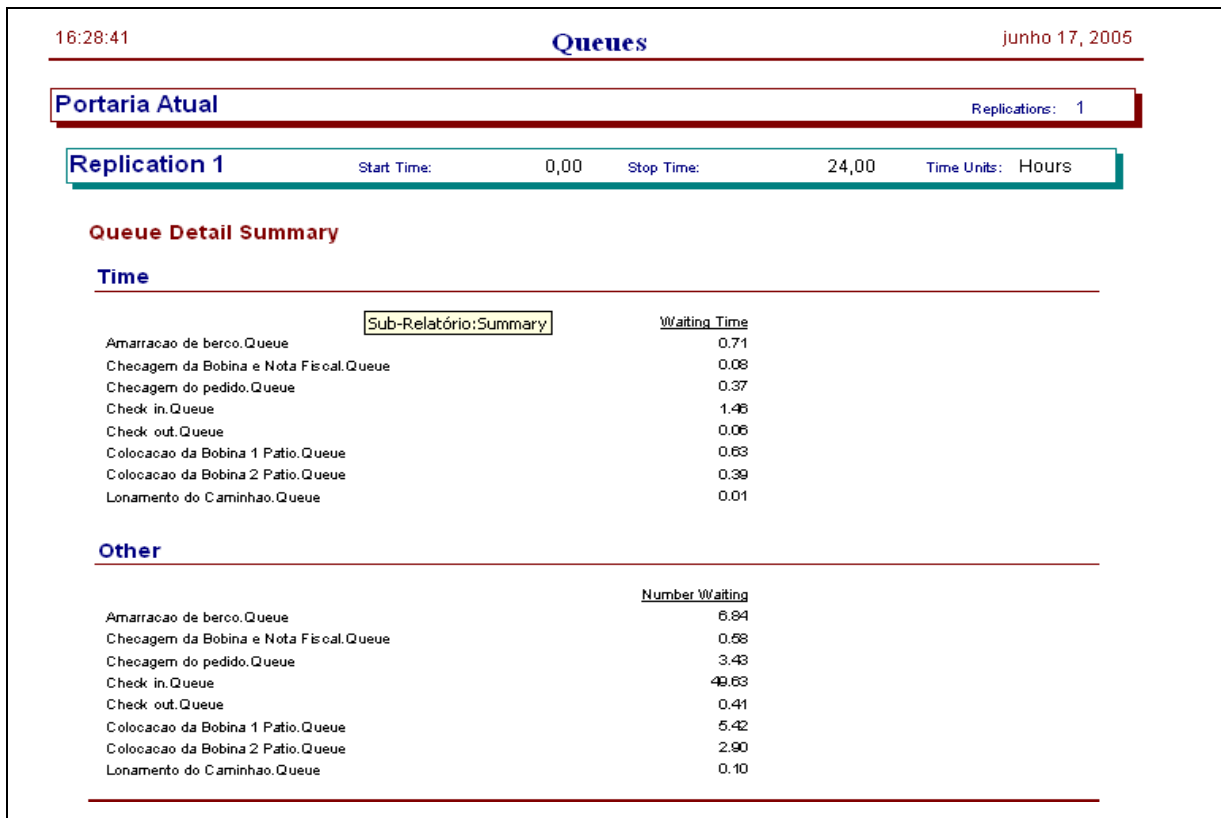 16:28:41 Queues junho 17, 2005
Portaria Atual Replications: 1
Replication 1 Start Time: 0,00 Stop Time: 24,00 Time Units: Hours
Queue Detail Summary
Time
Sub-Relatório:Summary Waiting Time
Amarracao de berco.Queue 0.71
Checagem da Bobina e Nota Fiscal.Queue 0.08
Checagem do pedido.Queue 0.37
Check in.Queue 1.46
Check out.Queue 0.06
Colocacao da Bobina 1 Patio.Queue 0.63
Colocacao da Bobina 2 Patio.Queue 0.39
Lonamento do Caminhao.Queue 0.01
Other
Number Waiting
Amarracao de berco.Queue 6.84
Checagem da Bobina e Nota Fiscal.Queue 0.58
Checagem do pedido.Queue 3.43
Check in.Queue 49.63
Check out.Queue 0.41
Colocacao da Bobina 1 Patio.Queue 5.42
Colocacao da Bobina 2 Patio.Queue 2.90
Lonamento do Caminhao.Queue 0.10